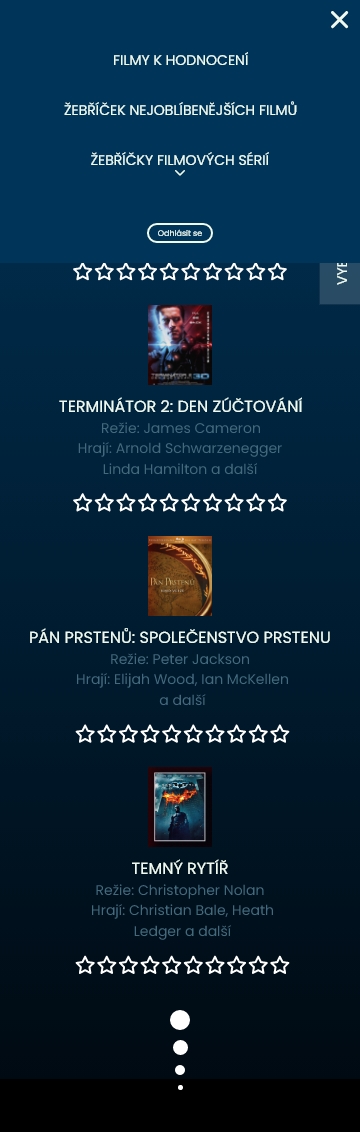 FILMY K HODNOCENÍ
ŽEBŘÍČEK NEJOBLÍBENĚJŠÍCH FILMŮ
ŽEBŘÍČKY FILMOVÝCH SÉRIÍ
Odhlásit se
TERMINÁTOR 2: DEN ZÚČTOVÁNÍ
Režie: James Cameron
Hrají: Arnold Schwarzenegger
Linda Hamilton a další
PÁN PRSTENŮ
PÁN PRSTENŮ: SPOLEČENSTVO PRSTENU
Režie: Peter Jackson
Hrají: Elijah Wood, Ian McKellen
a další
TEMNÝ RYTÍŘ
Režie: Christopher Nolan
Hrají: Christian Bale, Heath
Ledger a další